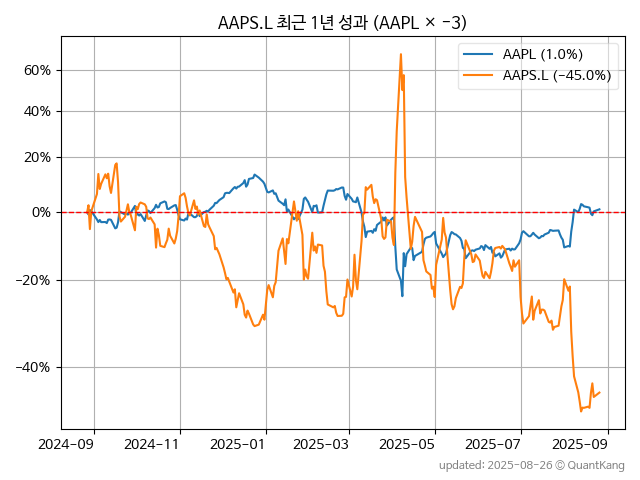 AAPS.L 최근 1년 성과 (AAPL × −3)
AAPL (1.0%)
AAPS.L (−45.0%)
60%
40%
20%
0%
−20%
−40%
2024-09 2024-11 2025-01 2025-03 2025-05 2025-07 2025-09
updated: 2025-08-26 © QuantKang